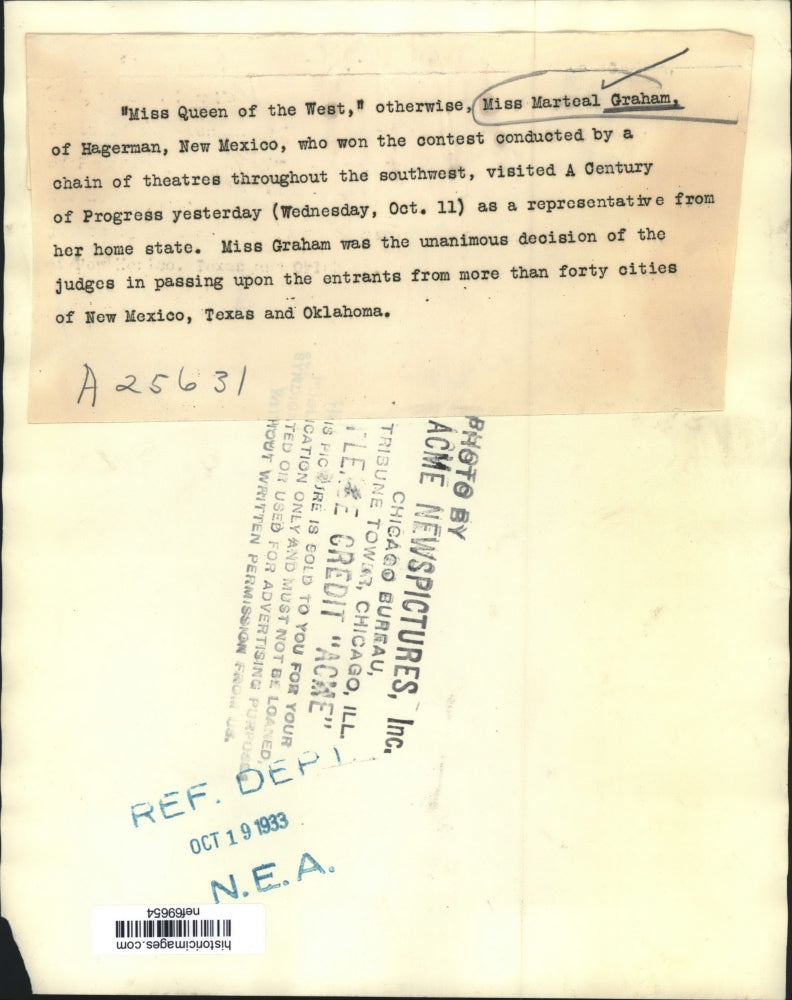 "Miss Queen of the West," otherwise, Miss Marteal Graham,
of Hagerman, New Mexico, who won the contest conducted by a
chain of theatres throughout the southwest, visited A Century
of Progress yesterday (Wednesday, Oct. 11) as a representative from
her home state. Miss Graham was the unanimous decision of the
judges in passing upon the entrants from more than forty cities
of New Mexico, Texas and Oklahoma.
A25631
PHOTO BY
ACME NEWSPICTURES, Inc.
CHICAGO BUREAU,
TRIBUNE TOWER, CHICAGO, ILL.
PLEASE CREDIT "ACME"
THIS PICTURE IS SOLD TO YOU FOR YOUR
PUBLICATION ONLY AND MUST NOT BE LOANED,
SYNDICATED OR USED FOR ADVERTISING PURPOSES
WITHOUT WRITTEN PERMISSION FROM US.
REF. DEPT.
OCT 19 1933
N.E.A.
historicimages.com
nef69654